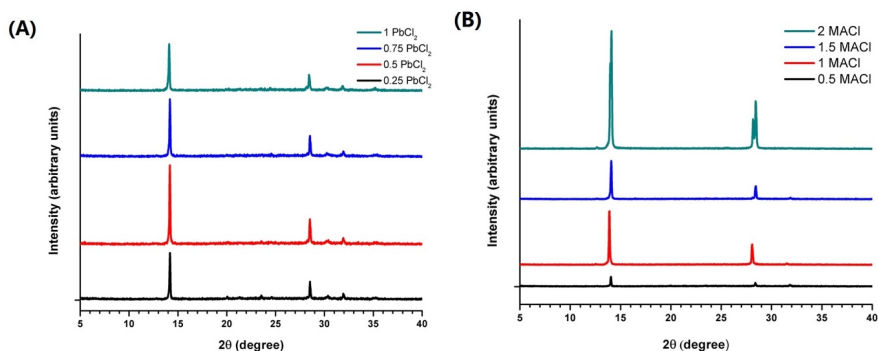 (A)
1 PbCl₂
0.75 PbCl₂
0.5 PbCl₂
0.25 PbCl₂
Intensity (arbitrary units)
5 10 15 20 25 30 35 40
2θ (degree)
(B)
2 MACl
1.5 MACl
1 MACl
0.5 MACl
Intensity (arbitrary units)
5 10 15 20 25 30 35 40
2θ (degree)